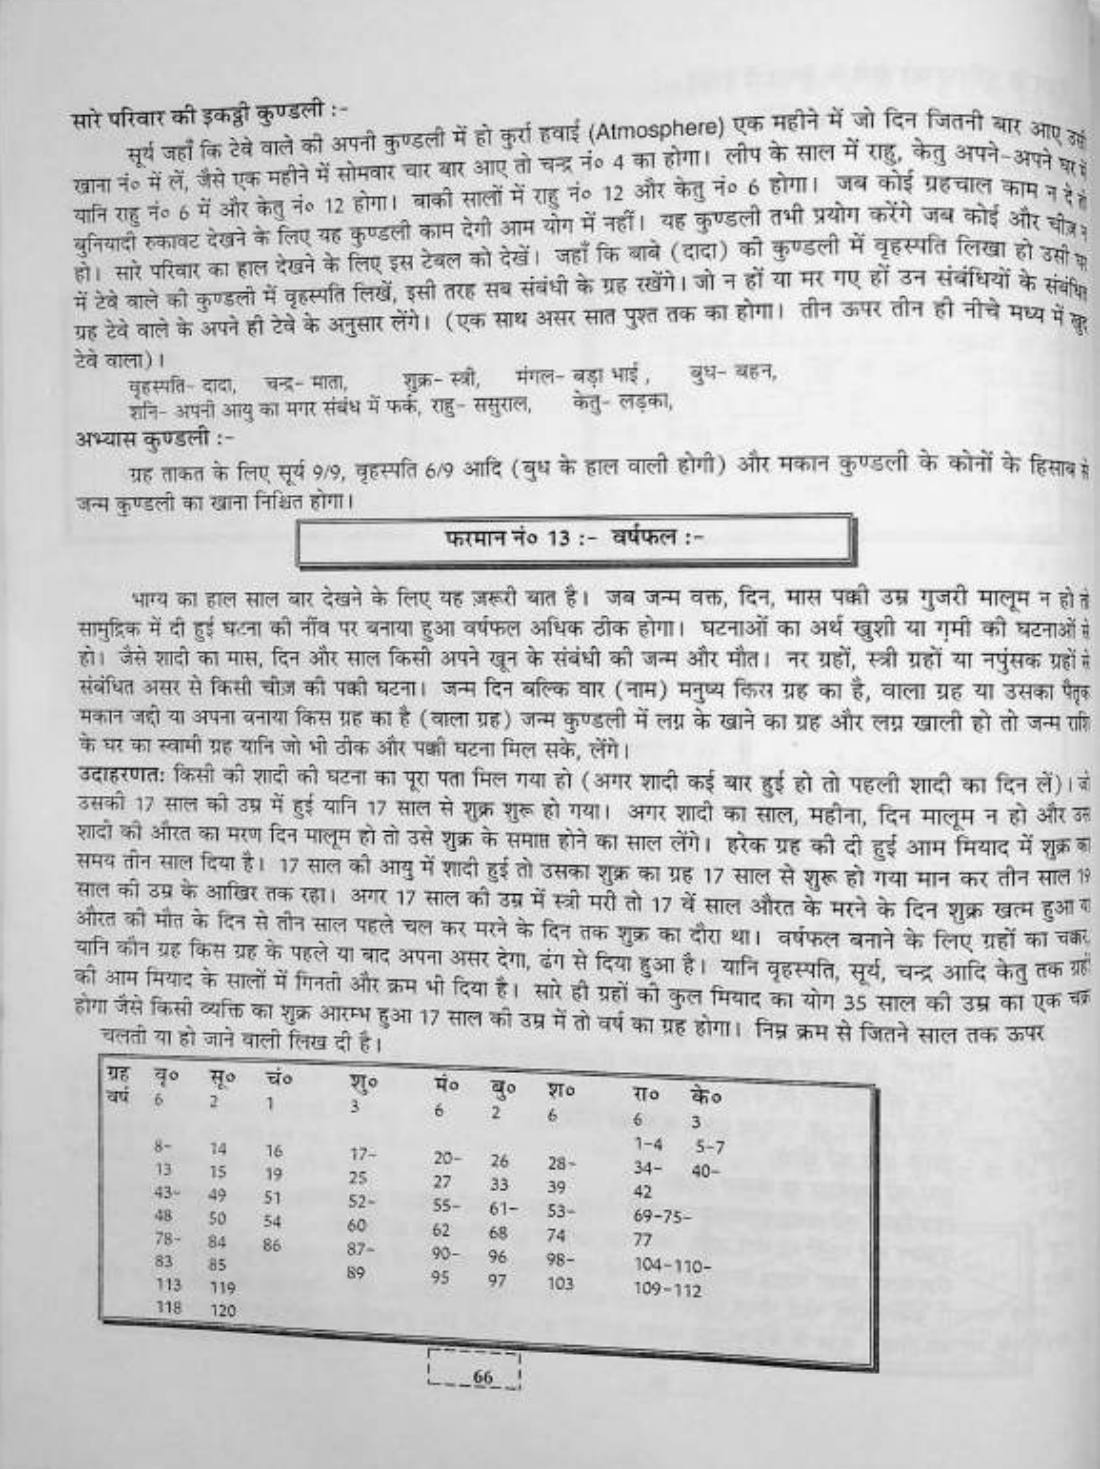 सारे परिवार की इकठ्ठी कुण्डली :-
सूर्य जहाँ कि टेवे वाले की अपनी कुण्डली में हो कुर्रा हवाई (Atmosphere) एक महीने में जो दिन जितनी बार आए उसे
खाना नं० में लें, जैसे एक महीने में सोमवार चार बार आए तो चन्द्र नं० 4 का होगा। लीप के साल में राहु, केतु अपने-अपने घर में
यानि राहु नं० 6 में और केतु नं० 12 होगा। बाकी सालों में राहु नं० 12 और केतु नं० 6 होगा। जब कोई ग्रहचाल काम न दे तो
बुनियादी रुकावट देखने के लिए यह कुण्डली काम देगी आम योग में नहीं। यह कुण्डली तभी प्रयोग करेंगे जब कोई और चीज़ न
हो। सारे परिवार का हाल देखने के लिए इस टेबल को देखें। जहाँ कि बाबे (दादा) की कुण्डली में वृहस्पति लिखा हो उसी घर
में टेवे वाले की कुण्डली में वृहस्पति लिखें, इसी तरह सब संबंधी के ग्रह रखेंगे। जो न हों या मर गए हों उन संबंधियों के संबंधित
ग्रह टेवे वाले के अपने ही टेवे के अनुसार लेंगे। (एक साथ असर सात पुश्त तक का होगा। तीन ऊपर तीन ही नीचे मध्य में खुद
टेवे वाला)।
वृहस्पति- दादा, चन्द्र- माता, शुक्र- स्त्री, मंगल- बड़ा भाई , बुध- बहन,
शनि- अपनी आयु का मगर संबंध में फर्क, राहु- ससुराल, केतु- लड़का,
अभ्यास कुण्डली :-
ग्रह ताकत के लिए सूर्य 9/9, वृहस्पति 6/9 आदि (बुध के हाल वाली होगी) और मकान कुण्डली के कोनों के हिसाब से
जन्म कुण्डली का खाना निश्चित होगा।
फरमान नं० 13 :- वर्षफल :-
भाग्य का हाल साल बार देखने के लिए यह ज़रूरी बात है। जब जन्म वक्त, दिन, मास पक्की उम्र गुजरी मालूम न हो तो
सामुद्रिक में दी हुई घटना की नींव पर बनाया हुआ वर्षफल अधिक ठीक होगा। घटनाओं का अर्थ खुशी या ग़मी की घटनाओं से
हो। जैसे शादी का मास, दिन और साल किसी अपने खून के संबंधी की जन्म और मौत। नर ग्रहों, स्त्री ग्रहों या नपुंसक ग्रहों से
संबंधित असर से किसी चीज़ की पक्की घटना। जन्म दिन बल्कि वार (नाम) मनुष्य किस ग्रह का है, वाला ग्रह या उसका पैतृक
मकान जद्दी या अपना बनाया किस ग्रह का है (वाला ग्रह) जन्म कुण्डली में लग्न के खाने का ग्रह और लग्न खाली हो तो जन्म राशि
के घर का स्वामी ग्रह यानि जो भी ठीक और पक्की घटना मिल सके, लेंगे।
उदाहरणत: किसी की शादी की घटना का पूरा पता मिल गया हो (अगर शादी कई बार हुई हो तो पहली शादी का दिन लें)। जो
उसकी 17 साल की उम्र में हुई यानि 17 साल से शुक्र शुरू हो गया। अगर शादी का साल, महीना, दिन मालूम न हो और उस
शादी की औरत का मरण दिन मालूम हो तो उसे शुक्र के समाप्त होने का साल लेंगे। हरेक ग्रह की दी हुई आम मियाद में शुक्र का
समय तीन साल दिया है। 17 साल की आयु में शादी हुई तो उसका शुक्र का ग्रह 17 साल से शुरू हो गया मान कर तीन साल 19
साल की उम्र के आखिर तक रहा। अगर 17 साल की उम्र में स्त्री मरी तो 17 वें साल औरत के मरने के दिन शुक्र खत्म हुआ या
औरत की मौत के दिन से तीन साल पहले चल कर मरने के दिन तक शुक्र का दौरा था। वर्षफल बनाने के लिए ग्रहों का चक्कर
यानि कौन ग्रह किस ग्रह के पहले या बाद अपना असर देगा, ढंग से दिया हुआ है। यानि वृहस्पति, सूर्य, चन्द्र आदि केतु तक ग्रहों
की आम मियाद के सालों में गिनती और क्रम भी दिया है। सारे ही ग्रहों की कुल मियाद का योग 35 साल की उम्र का एक चक्र
होगा जैसे किसी व्यक्ति का शुक्र आरम्भ हुआ 17 साल की उम्र में तो वर्ष का ग्रह होगा। निम्न क्रम से जितने साल तक ऊपर
चलती या हो जाने वाली लिख दी है।
ग्रह वृ० सू० चं० शु० मं० बु० श० रा० के०
वर्ष 6 2 1 3 6 2 6 6 3
8- 14 16 17- 20- 26 28- 1-4 5-7
13 15 19 25 27 33 39 34- 40-
43- 49 51 52- 55- 61- 53- 42
48 50 54 60 62 68 74 69-75-
78- 84 86 87- 90- 96 98- 77
83 85 89 95 97 103 104-110-
113 119 109-112
118 120
66